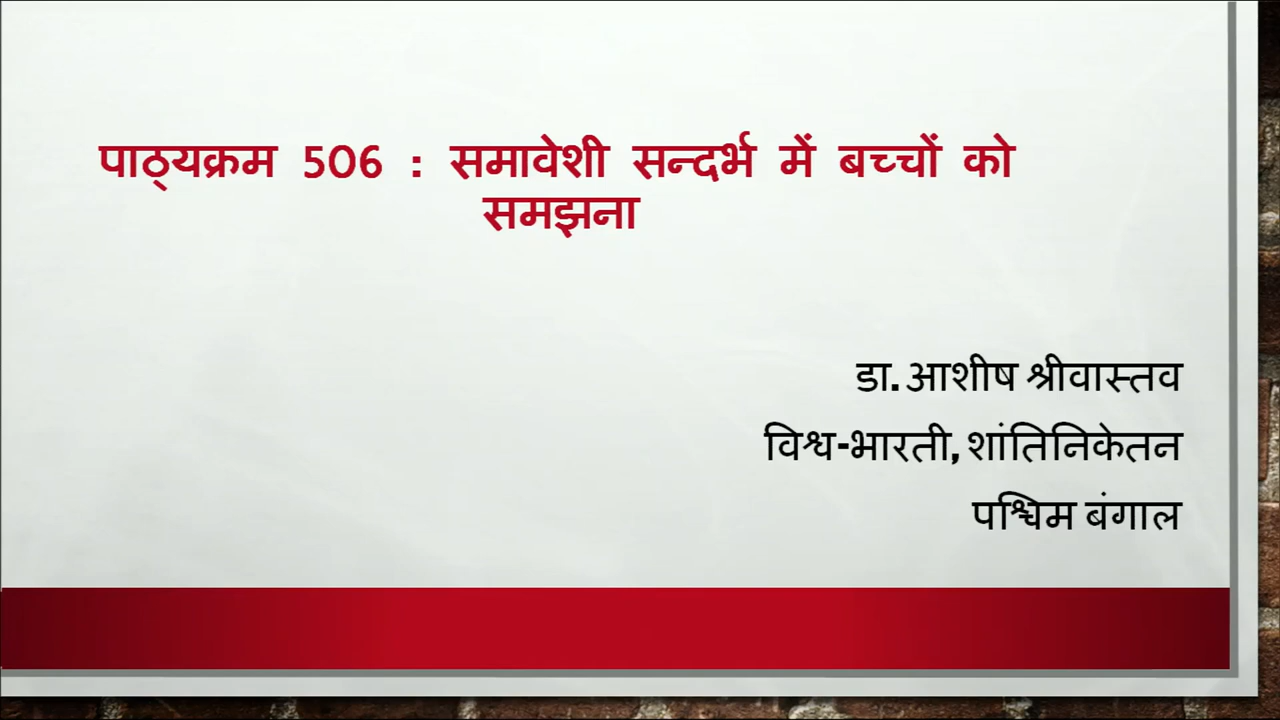 पाठ्यक्रम 506 : समावेशी सन्दर्भ में बच्चों को
समझना
डा. आशीष श्रीवास्तव
विश्व-भारती, शांतिनिकेतन
पश्चिम बंगाल